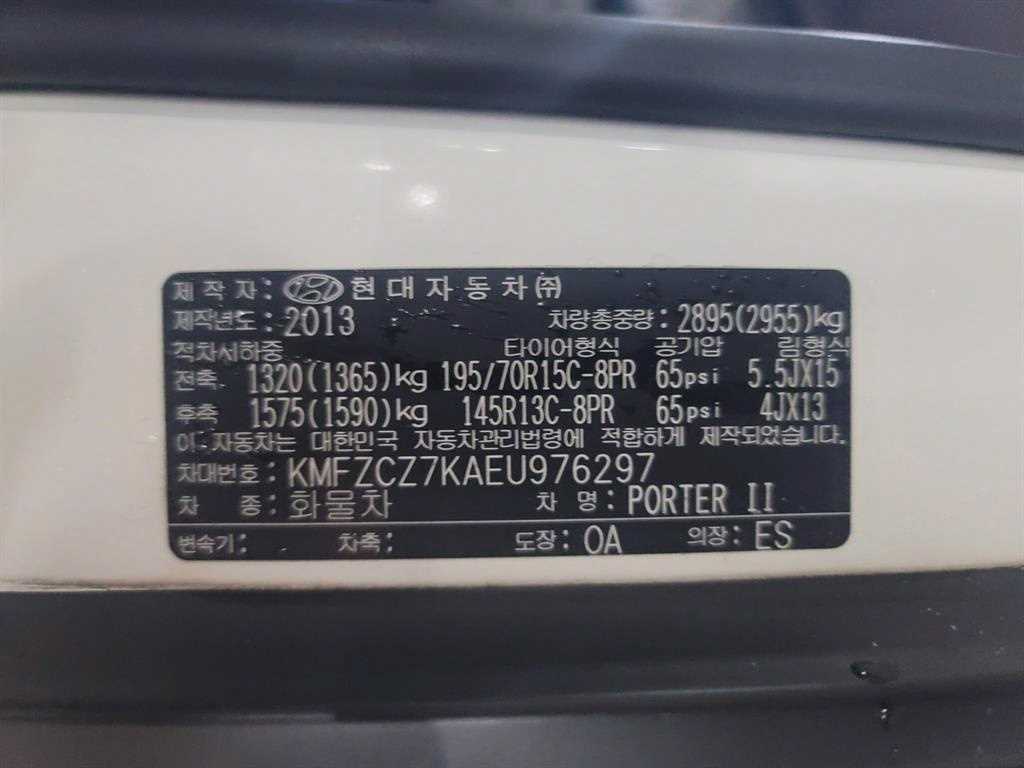 제 작 자: 현대자동차㈜
제작년도: 2013 차량총중량: 2895(2955)kg
적차시하중 타이어형식 공기압 림형식
전축 1320(1365)kg 195/70R15C-8PR 65psi 5.5JX15
후축 1575(1590)kg 145R13C-8PR 65psi 4JX13
이 자동차는 대한민국 자동차관리법령에 적합하게 제작되었습니다.
차대번호: KMFZCZ7KAEU976297
차 종: 화물차 차 명: PORTER II
변속기: 차축: 도장: OA 의장: ES